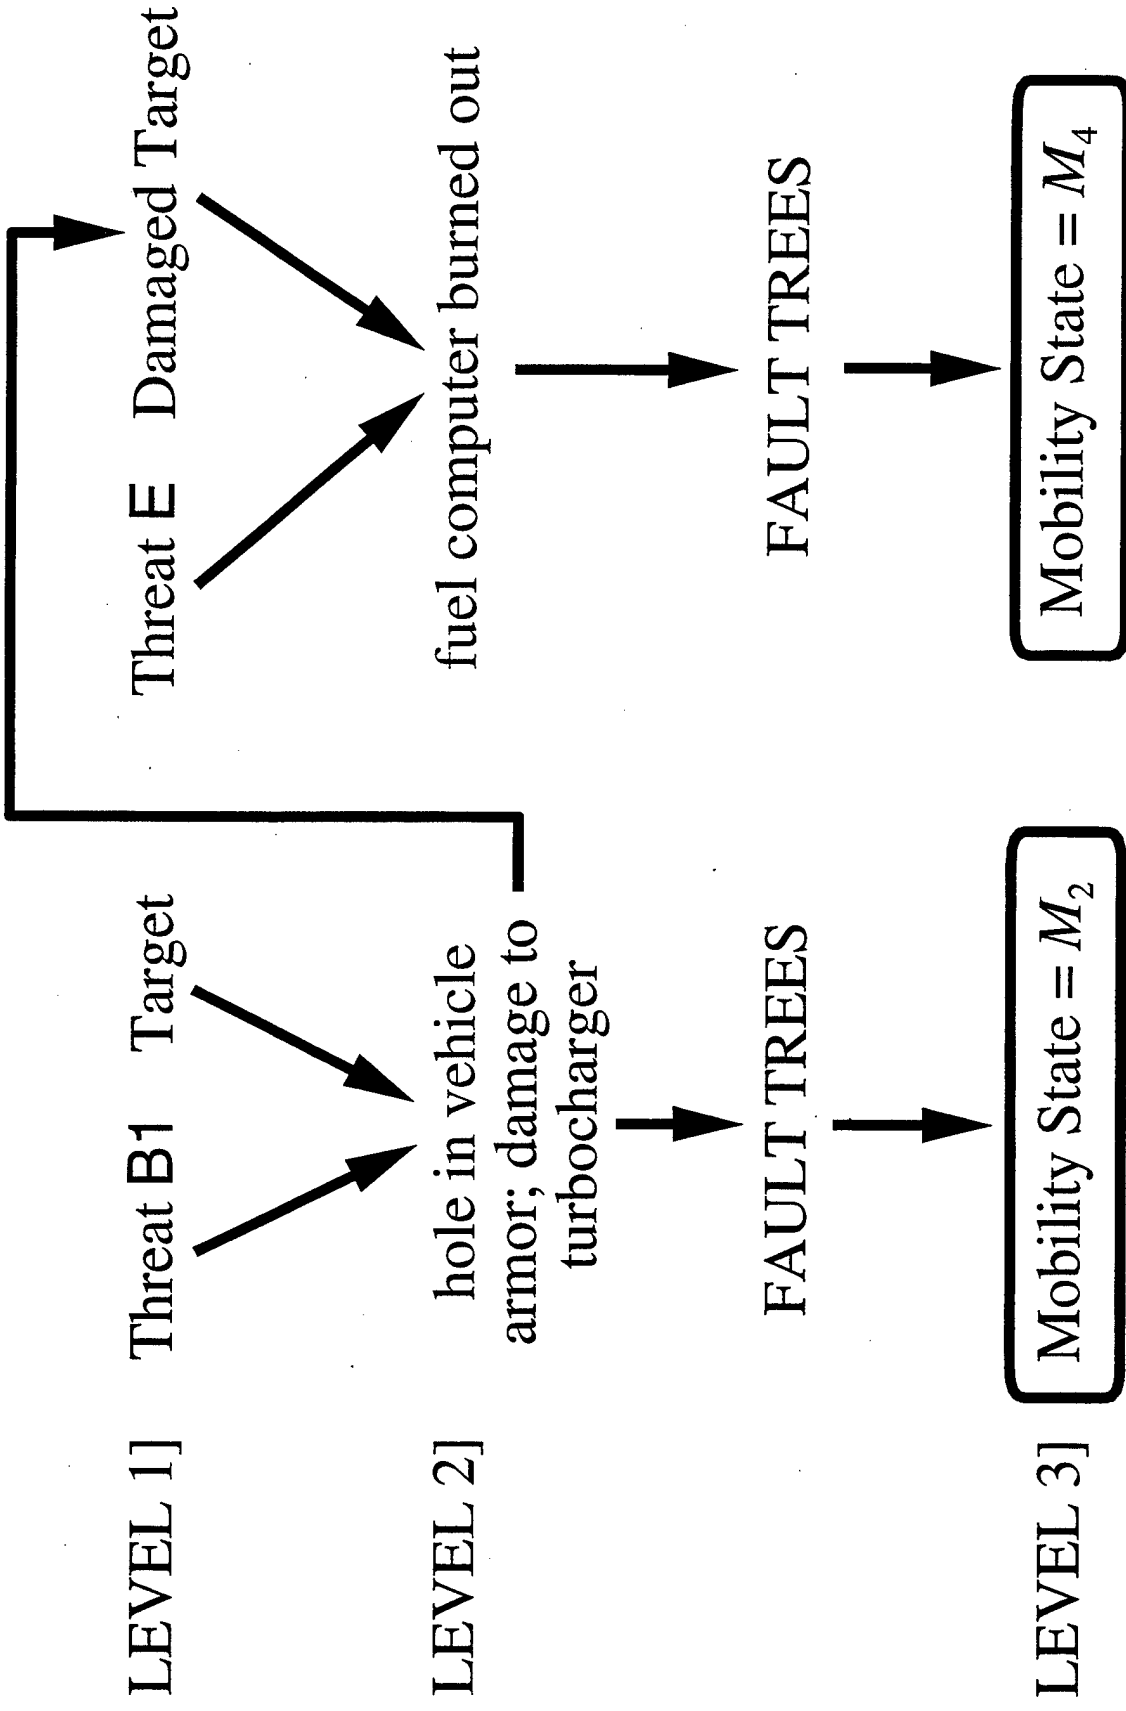 LEVEL 1]
Threat B1
Target
Threat E
Damaged Target
LEVEL 2]
hole in vehicle
armor; damage to
turbocharger
fuel computer burned out
FAULT TREES
FAULT TREES
LEVEL 3]
Mobility State = M₂
Mobility State = M₄